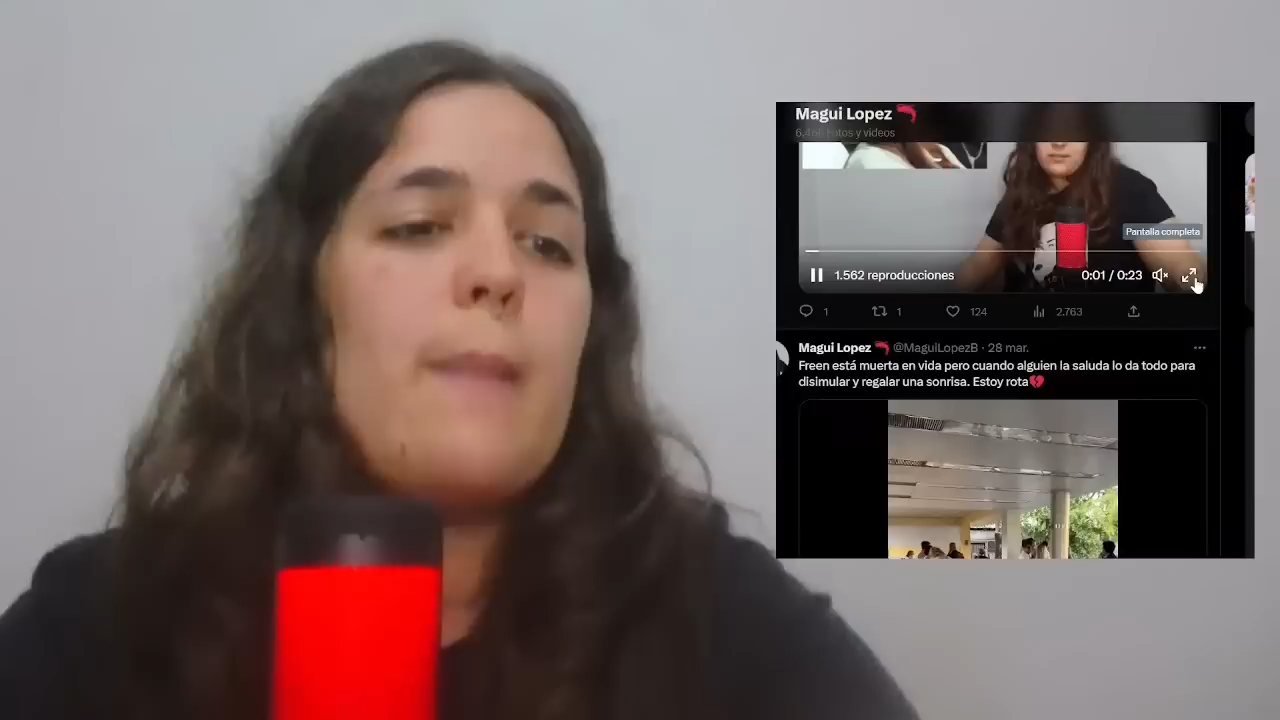 Magui Lopez
Fotos y videos
Pantalla completa
1.562 reproducciones
0:01 / 0:23
1
1
124
2.763
Magui Lopez @MaguiLopezB · 28 mar.
Freen está muerta en vida pero cuando alguien la saluda lo da todo para
disimular y regalar una sonrisa. Estoy rota💔